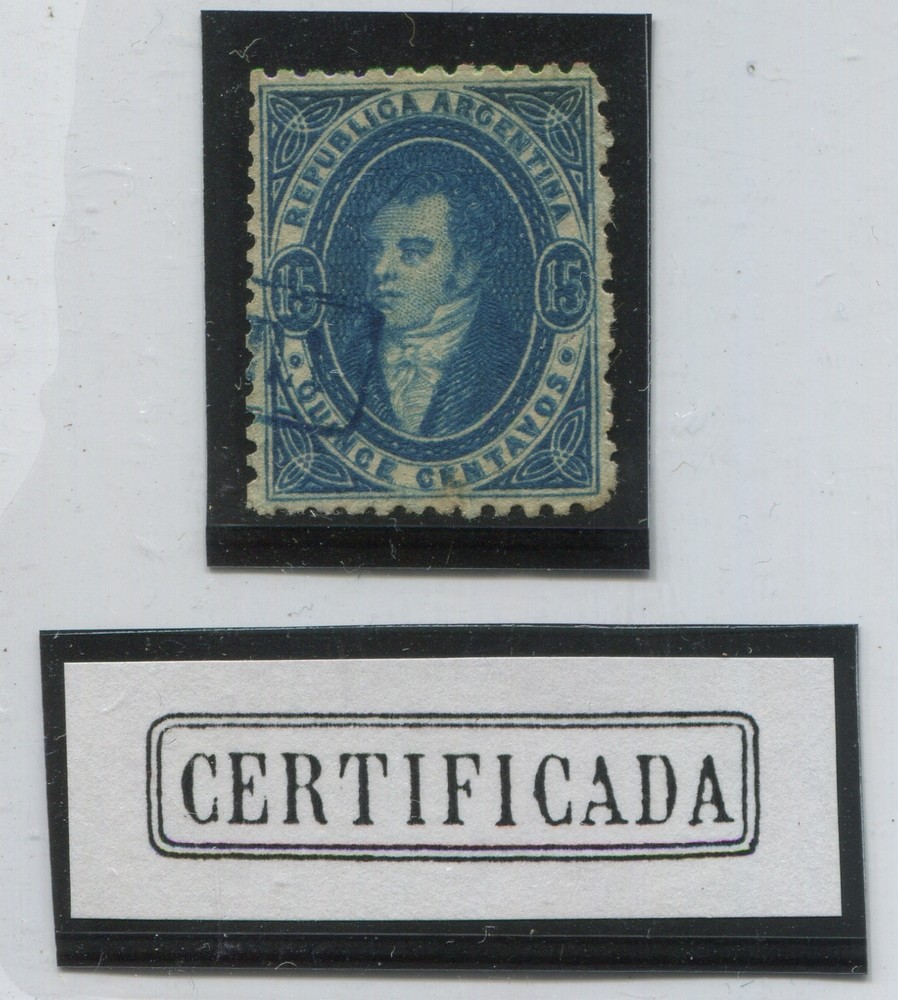 REPUBLICA ARGENTINA
15
15
QUINCE CENTAVOS
CERTIFICADA